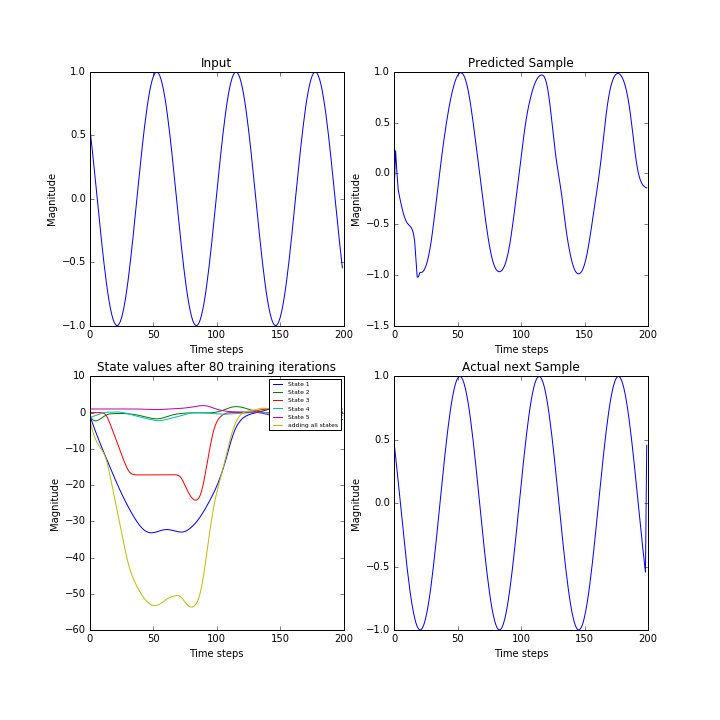 Input
1.0
0.5
0.0
−0.5
−1.0
Magnitude
0
50
100
150
200
Time steps
Predicted Sample
1.0
0.5
0.0
−0.5
−1.0
−1.5
Magnitude
0
50
100
150
200
Time steps
State values after 80 training iterations
10
0
−10
−20
−30
−40
−50
−60
Magnitude
State 1
State 2
State 3
State 4
State 5
adding all states
0
50
100
150
200
Time steps
Actual next Sample
1.0
0.5
0.0
−0.5
−1.0
Magnitude
0
50
100
150
200
Time steps